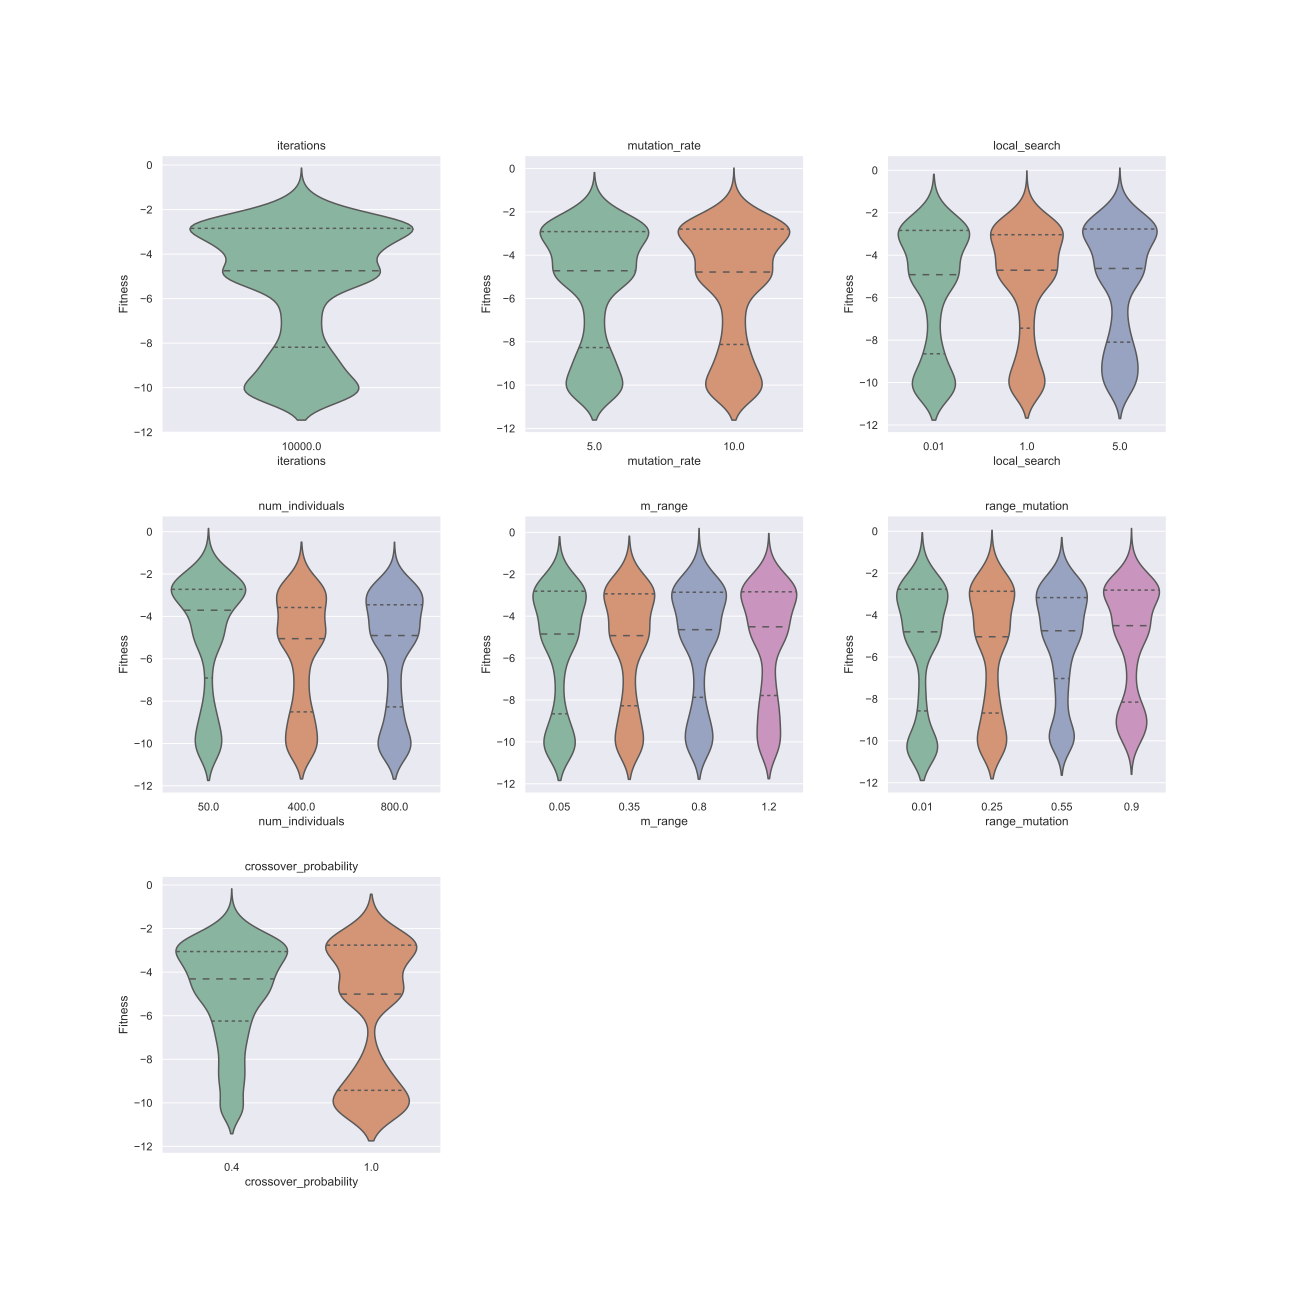 iterations
mutation_rate
local_search
0
−2
−4
−6
−8
−10
−12
Fitness
10000.0
iterations
0
−2
−4
−6
−8
−10
−12
Fitness
5.0 10.0
mutation_rate
0
−2
−4
−6
−8
−10
−12
Fitness
0.01 1.0 5.0
local_search
num_individuals
m_range
range_mutation
0
−2
−4
−6
−8
−10
−12
Fitness
50.0 400.0 800.0
num_individuals
0
−2
−4
−6
−8
−10
−12
Fitness
0.05 0.35 0.8 1.2
m_range
0
−2
−4
−6
−8
−10
−12
Fitness
0.01 0.25 0.55 0.9
range_mutation
crossover_probability
0
−2
−4
−6
−8
−10
−12
Fitness
0.4 1.0
crossover_probability